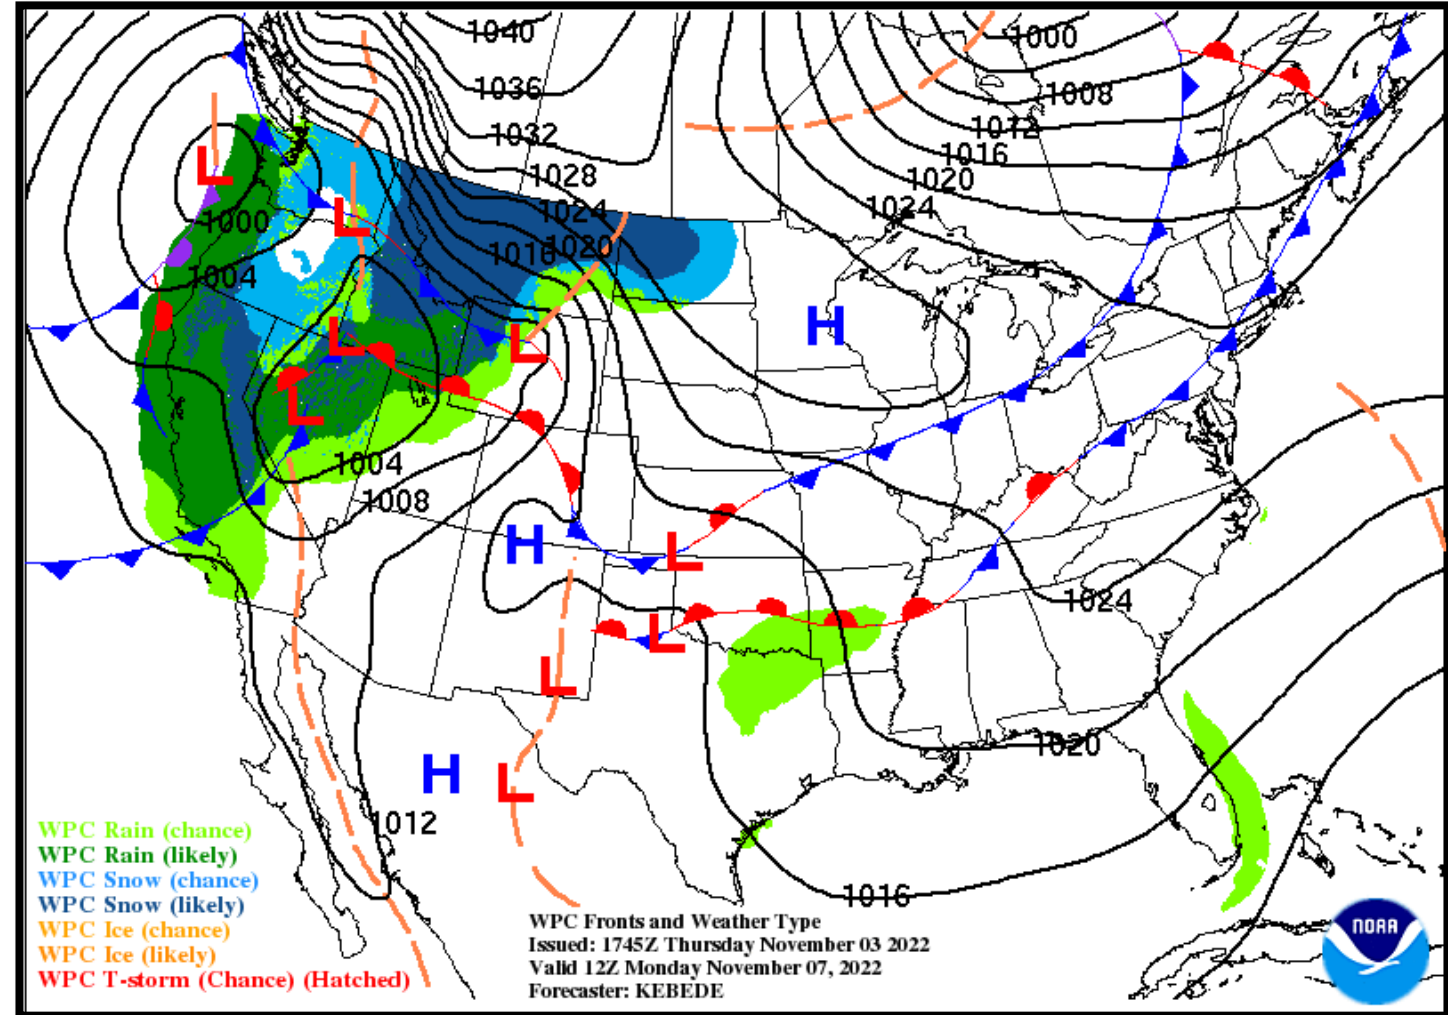 1040
1000
1036
1008
1032
1012
1016
1028
1020
L
1024
1024
L
1000
1016
1020
1004
H
L
L
L
1004
1008
H
L
1024
L
L
1020
H
L
1012
1016
WPC Rain (chance)
WPC Rain (likely)
WPC Snow (chance)
WPC Snow (likely)
WPC Ice (chance)
WPC Ice (likely)
WPC T-storm (Chance) (Hatched)
WPC Fronts and Weather Type
Issued: 1745Z Thursday November 03 2022
Valid 12Z Monday November 07, 2022
Forecaster: KEBEDE
NOAA